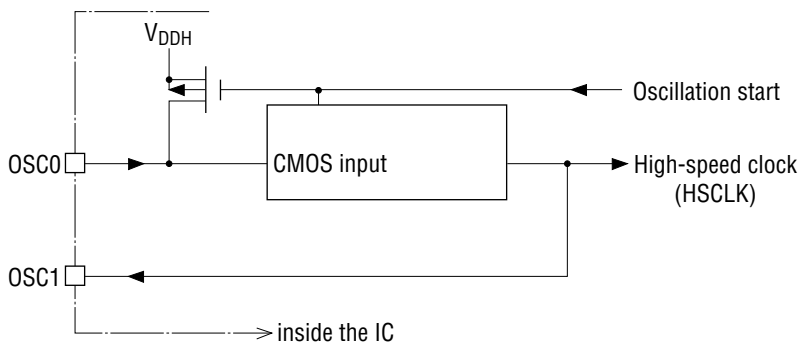 VDDH
Oscillation start
OSC0
CMOS input
High-speed clock
(HSCLK)
OSC1
inside the IC